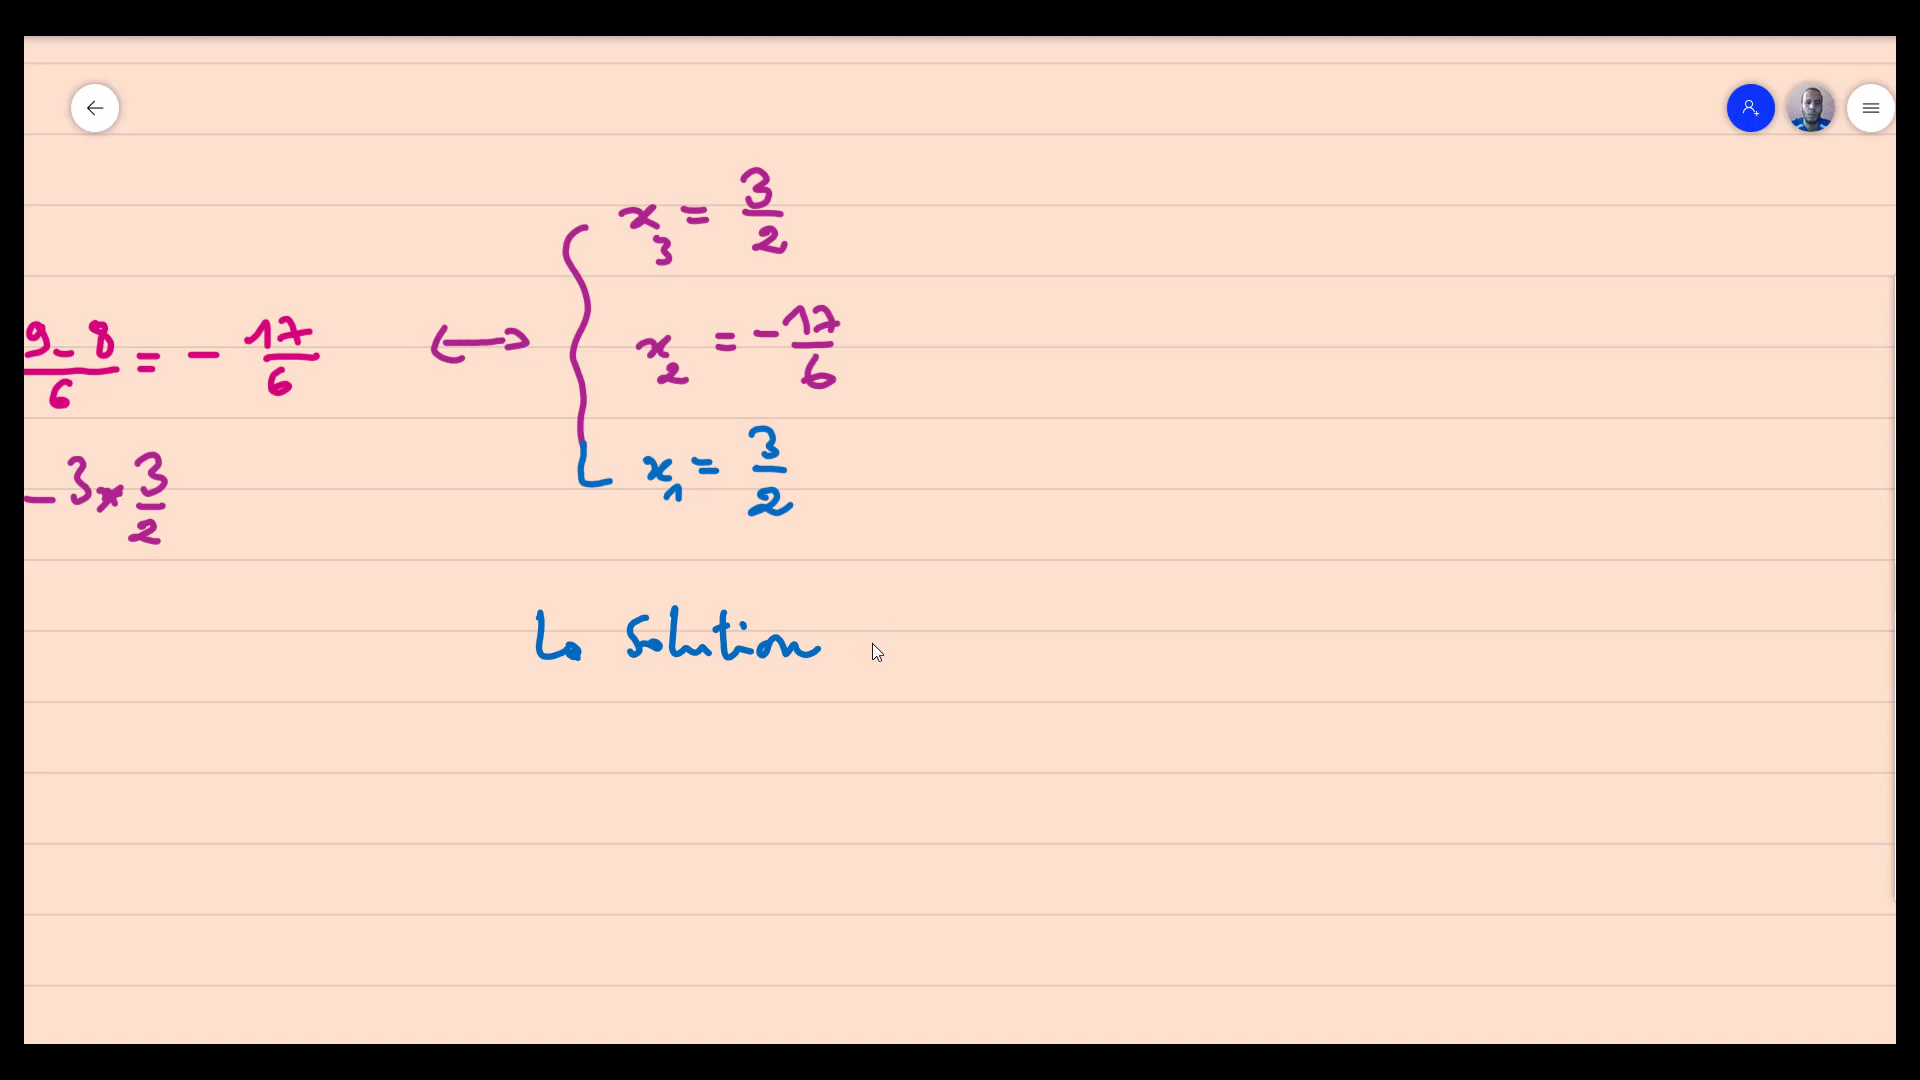 x₃ = 3/2
9-8/6 = - 17/6 ⟷ { x₂ = - 17/6
- 3 × 3/2
x₁ = 3/2
La solution